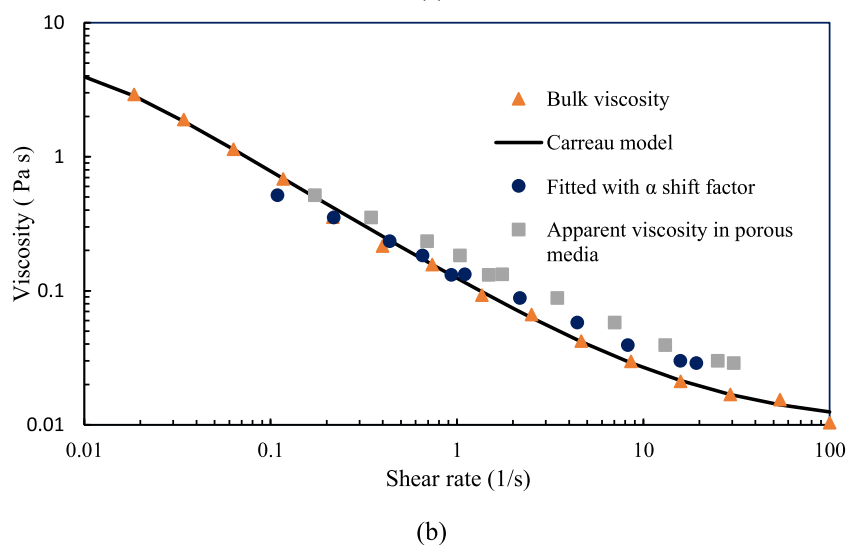 10
1
0.1
0.01
Viscosity ( Pa s)
Bulk viscosity
Carreau model
Fitted with α shift factor
Apparent viscosity in porous
media
0.01 0.1 1 10 100
Shear rate (1/s)
(b)